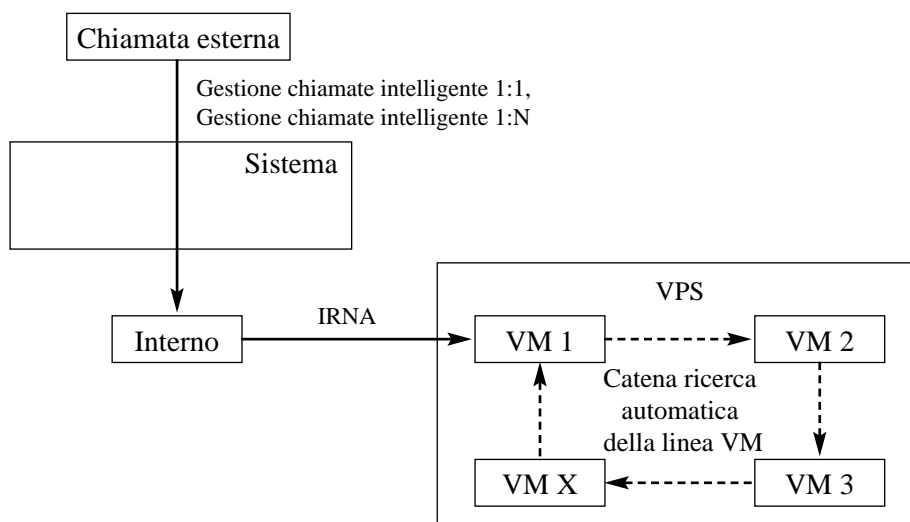 Chiamata esterna
Gestione chiamate intelligente 1:1,
Gestione chiamate intelligente 1:N
Sistema
VPS
IRNA
Interno
VM 1
VM 2
Catena ricerca
automatica
della linea VM
VM X
VM 3